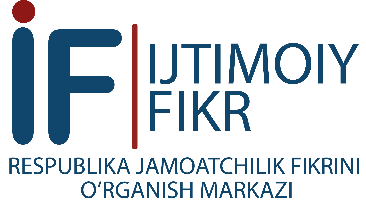 iF
IJTIMOIY
FIKR
RESPUBLIKA JAMOATCHILIK FIKRINI
O‘RGANISH MARKAZI